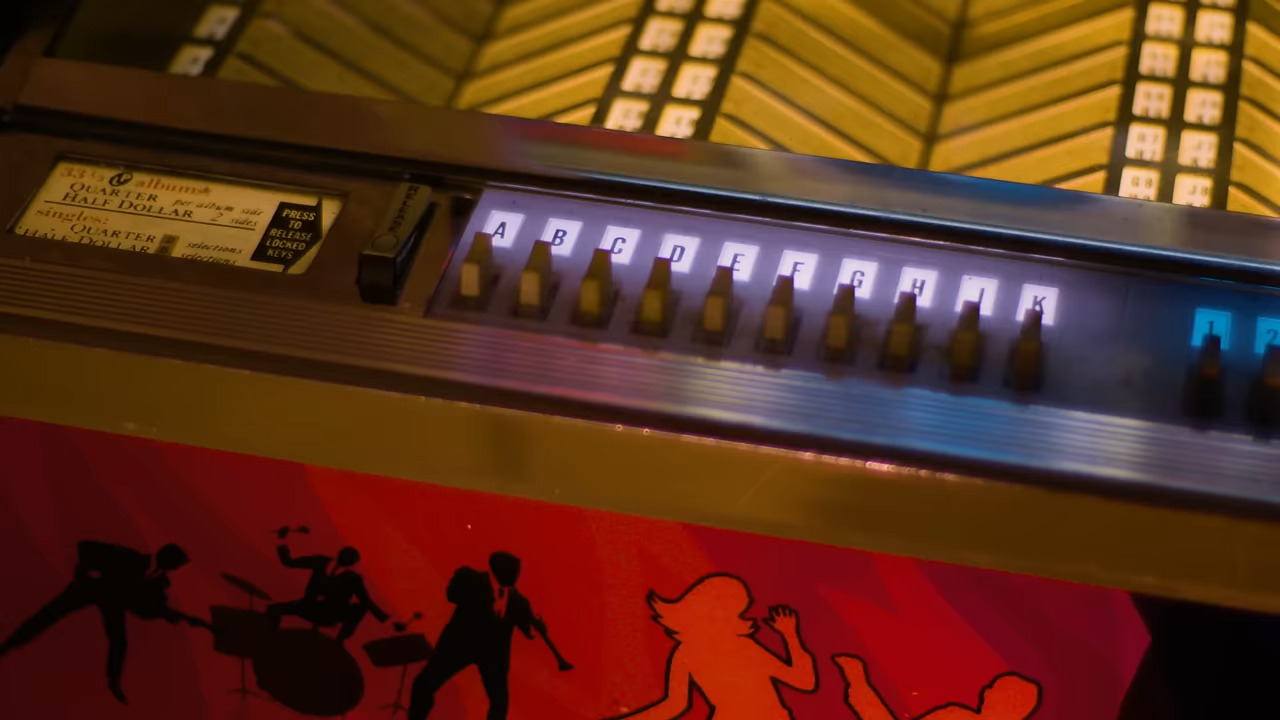 33⅓ albums
QUARTER per album side
HALF DOLLAR 2 sides
singles:
QUARTER selections
HALF DOLLAR selections
PRESS
TO
RELEASE
LOCKED
KEYS
RELEASE
A B C D E F G H J K
1 2